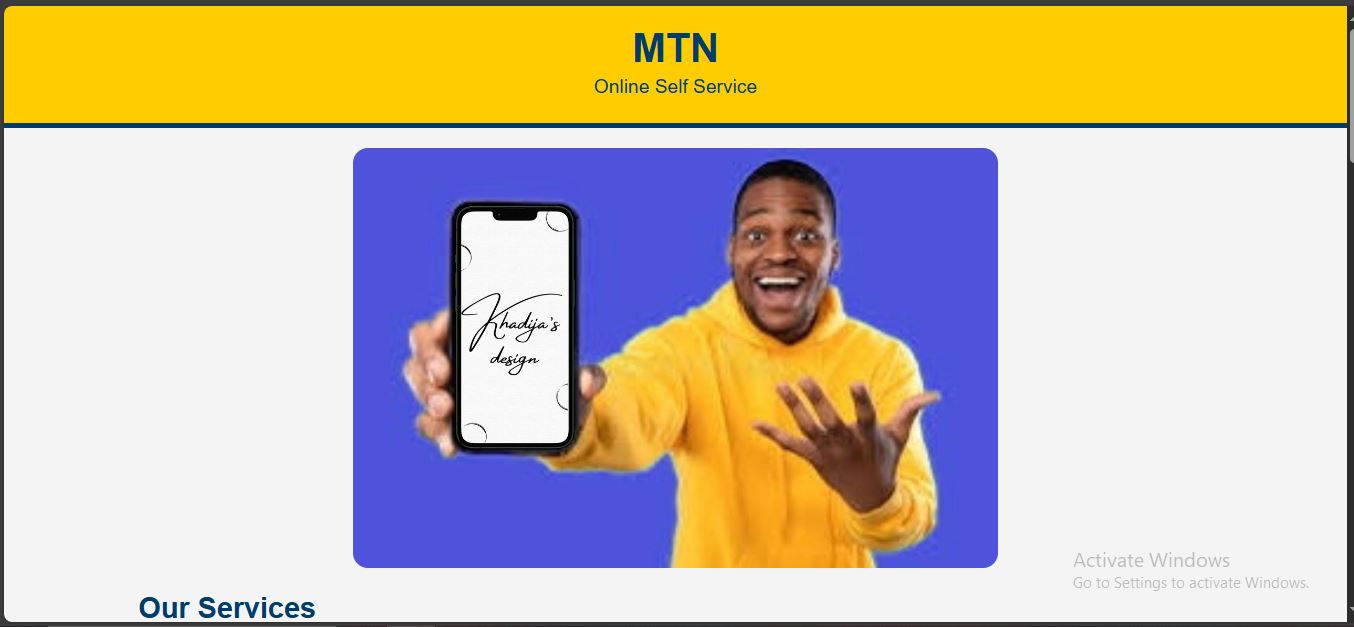 MTN
Online Self Service
Khadija's
design
Activate Windows
Go to Settings to activate Windows.
Our Services